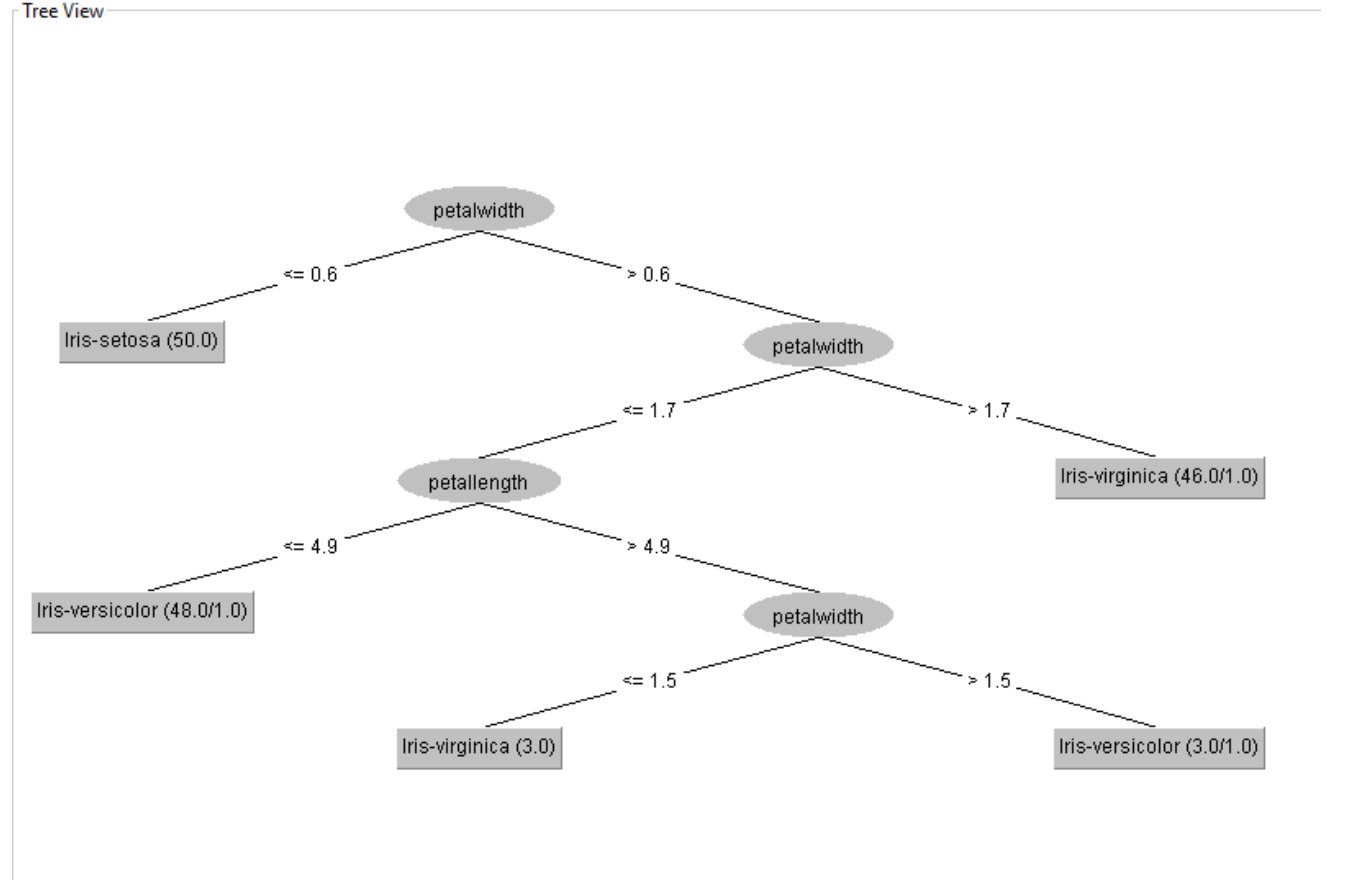 Tree View
petalwidth
<= 0.6
> 0.6
Iris-setosa (50.0)
petalwidth
<= 1.7
> 1.7
petallength
Iris-virginica (46.0/1.0)
<= 4.9
> 4.9
Iris-versicolor (48.0/1.0)
petalwidth
<= 1.5
> 1.5
Iris-virginica (3.0)
Iris-versicolor (3.0/1.0)